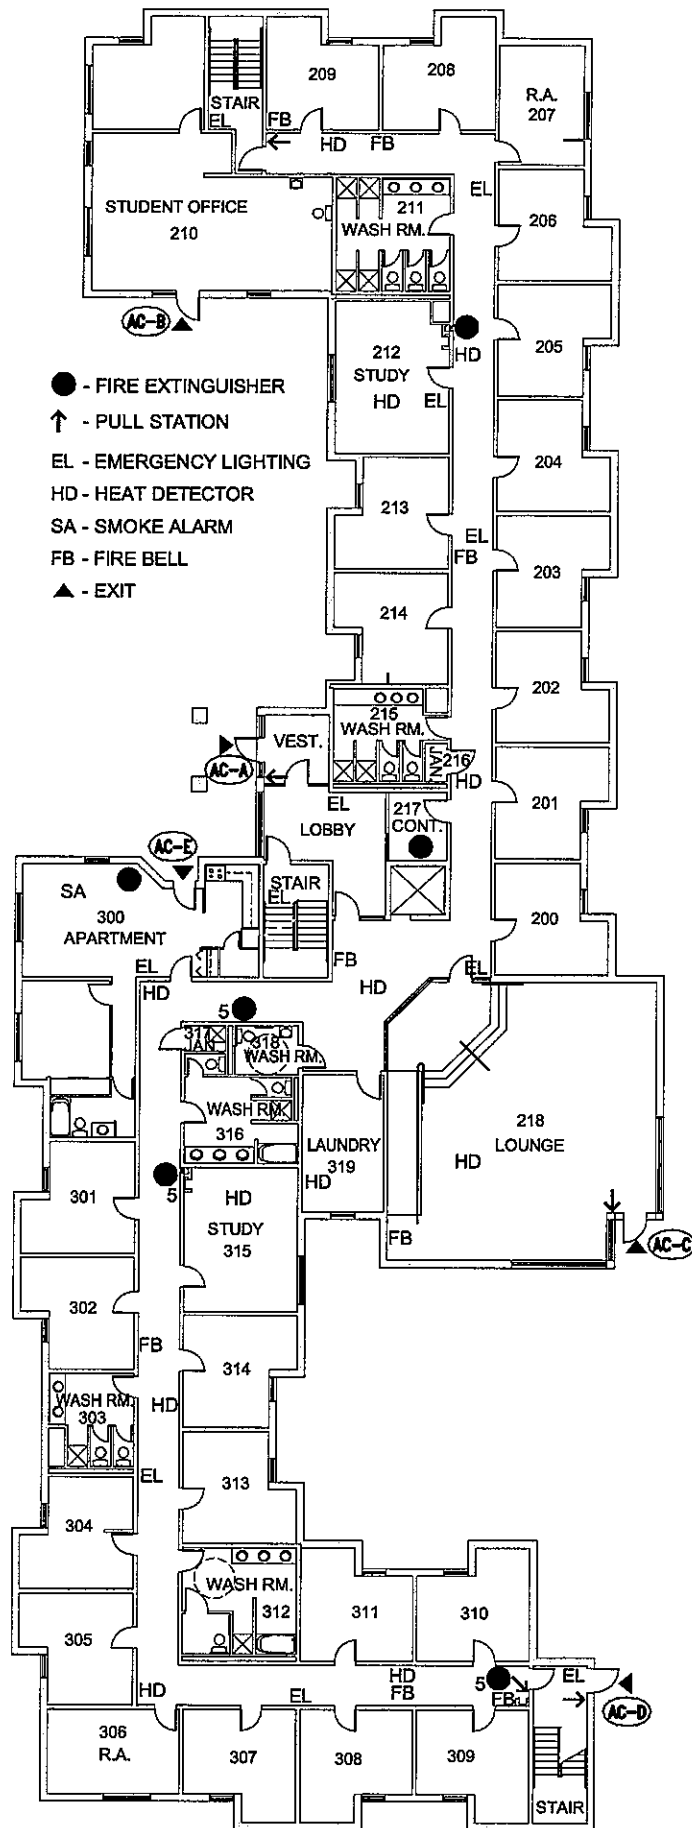 209
208
STAIR
EL
FB
R.A.
207
HD
FB
EL
STUDENT OFFICE
210
211
WASH RM.
206
AC-B
205
212
STUDY
HD
HD
EL
- FIRE EXTINGUISHER
- PULL STATION
EL - EMERGENCY LIGHTING
HD - HEAT DETECTOR
SA - SMOKE ALARM
FB - FIRE BELL
- EXIT
204
213
EL
FB
203
214
202
215
WASH RM.
VEST.
AC-A
216
JAN
HD
EL
LOBBY
217
CONT.
201
AC-E
SA
300
APARTMENT
STAIR
EL
200
EL
HD
FB
HD
EL
5
317
JAN
318
WASH RM.
WASH RM.
316
LAUNDRY
319
HD
218
LOUNGE
HD
301
5
HD
STUDY
315
FB
AC-C
302
FB
314
WASH RM.
303
HD
EL
313
304
WASH RM.
312
311
310
305
HD
EL
HD
FB
5
FB
EL
AC-D
306
R.A.
307
308
309
STAIR